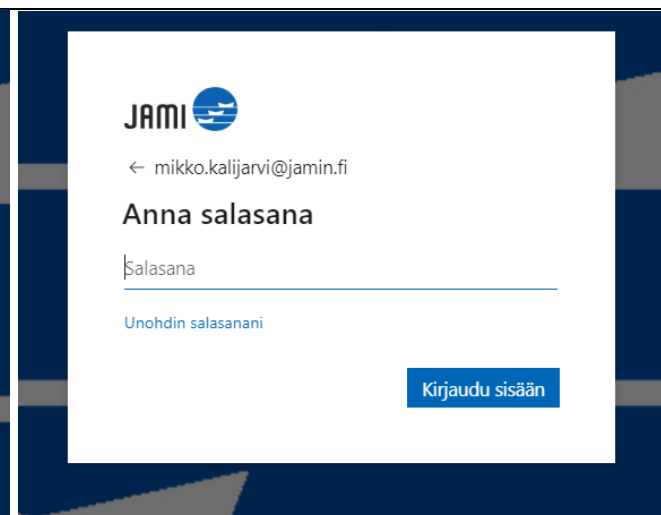 JAMI
← mikko.kalijarvi@jamin.fi
Anna salasana
Salasana
Unohdin salasanani
Kirjaudu sisään